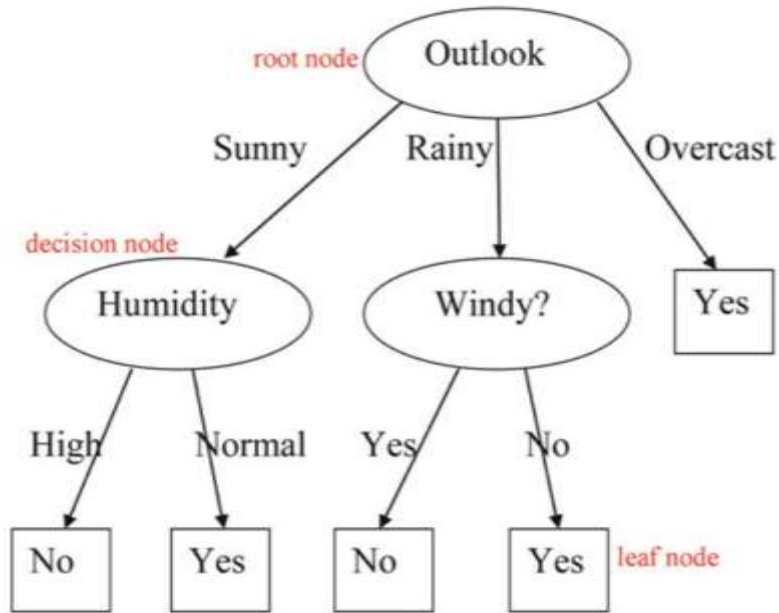 root node
Outlook
Sunny
Rainy
Overcast
decision node
Humidity
Windy?
Yes
High
Normal
Yes
No
No
Yes
No
Yes
leaf node